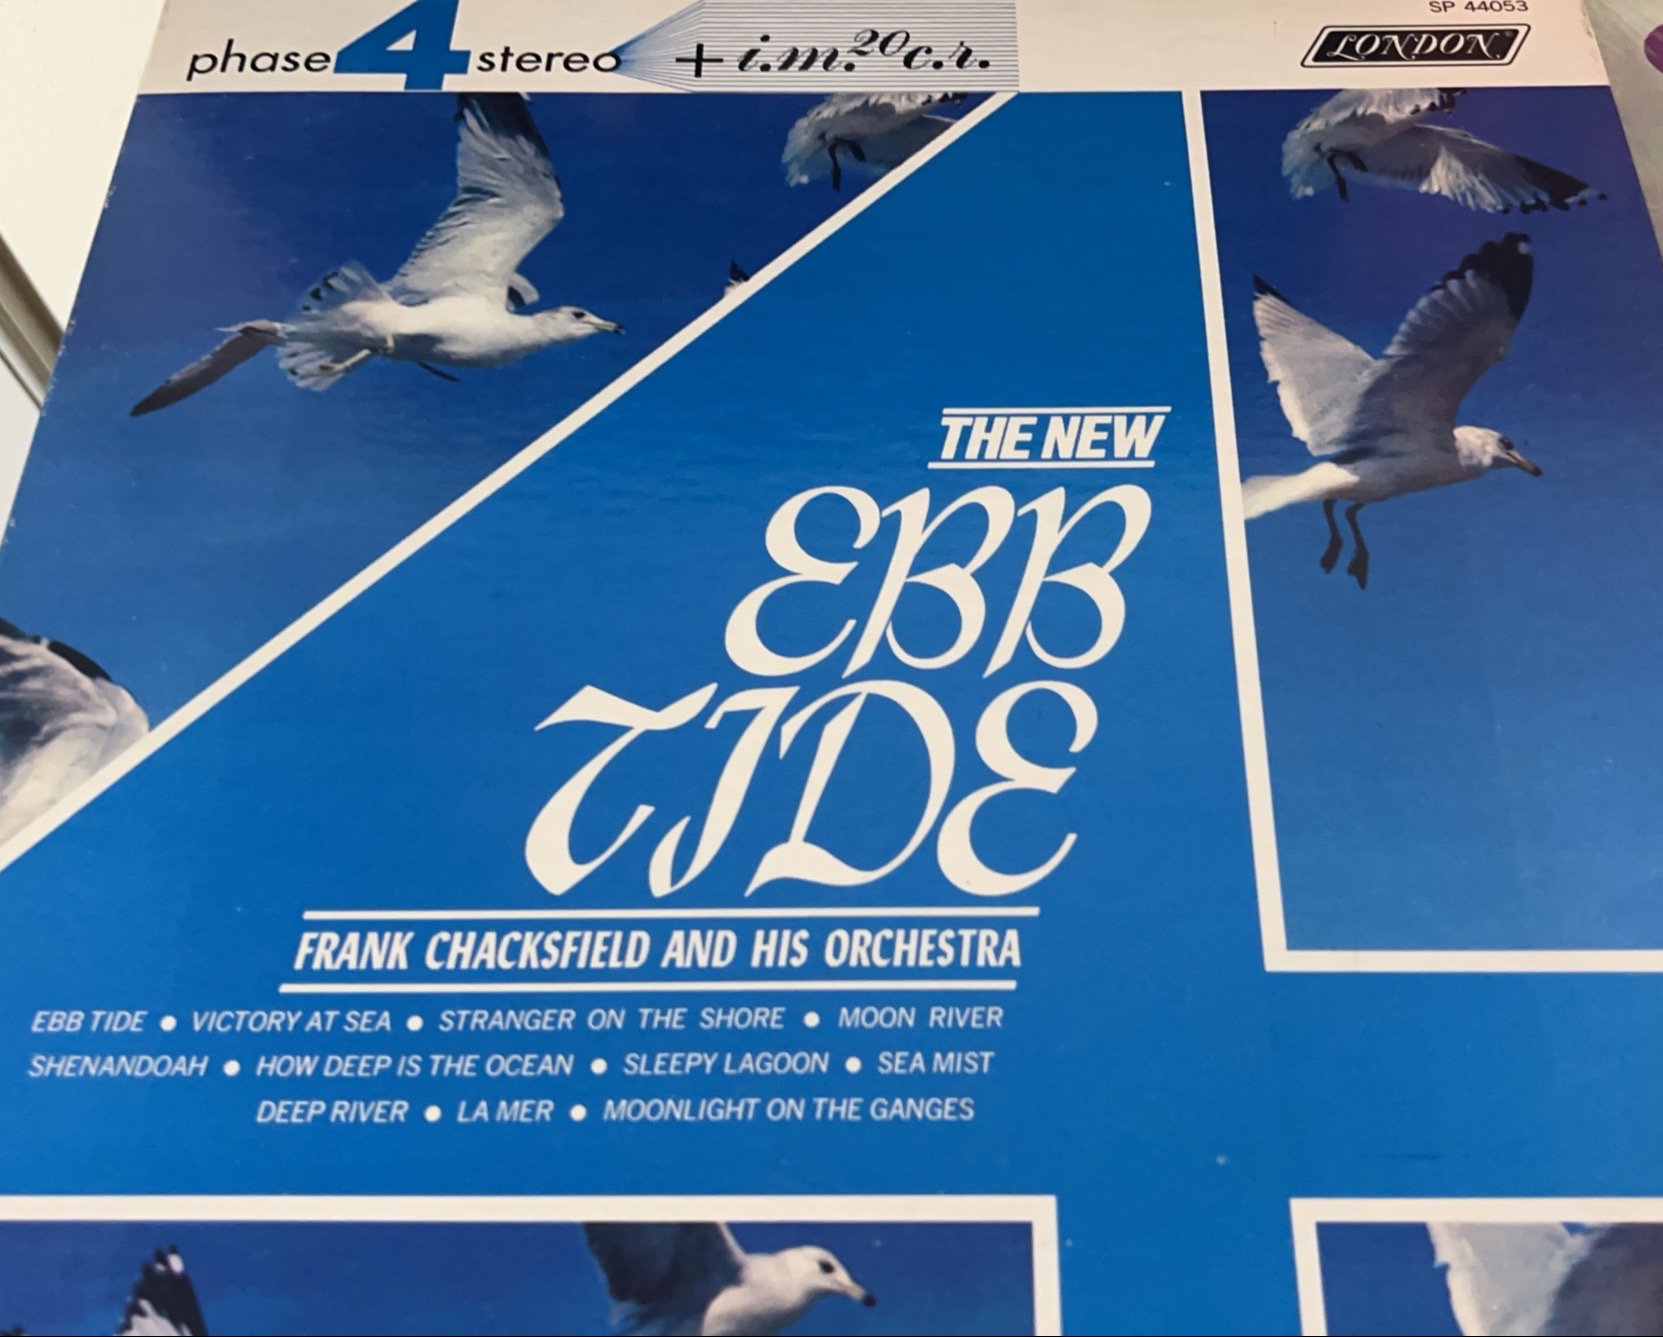 SP 44053
phase 4 stereo + i.m. 20 c.r.
LONDON
THE NEW
EBB
TIDE
FRANK CHACKSFIELD AND HIS ORCHESTRA
EBB TIDE ● VICTORY AT SEA ● STRANGER ON THE SHORE ● MOON RIVER
SHENANDOAH ● HOW DEEP IS THE OCEAN ● SLEEPY LAGOON ● SEA MIST
DEEP RIVER ● LA MER ● MOONLIGHT ON THE GANGES